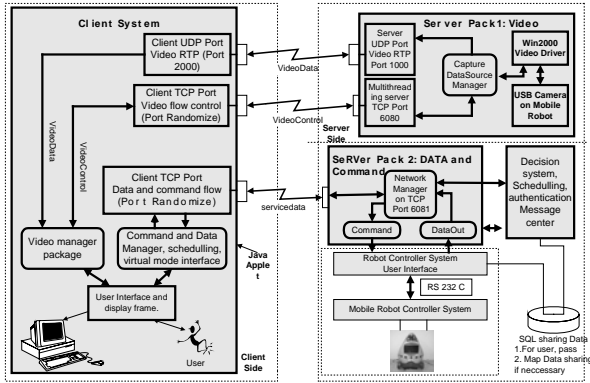 Client System
Client UDP Port
Video RTP (Port
2000)
Client TCP Port
Video flow control
(Port Randomize)
Client TCP Port
Data and command flow
(Port Randomize)
VideoData
VideoControl
Video manager
package
Command and Data
Manager, schedulling,
virtual mode interface
User Interface and
display frame.
User
Java
Apple
t
Client
Side
VideoData
VideoControl
servicedata
Server Pack1: Video
Server
UDP Port
Video RTP
Port 1000
Multithread
ing server
TCP Port
6080
Capture
DataSource
Manager
Win2000
Video Driver
USB Camera
on Mobile
Robot
Server
Side
SeRVer Pack 2: DATA and
Command
Network
Manager
on TCP
Port 6081
Command
DataOut
Decision
system,
Schedulling,
authentication
Message
center
Robot Controller System
User Interface
RS 232 C
Mobile Robot Controller System
SQL sharing Data
1.For user, pass
2. Map Data sharing
if neccessary